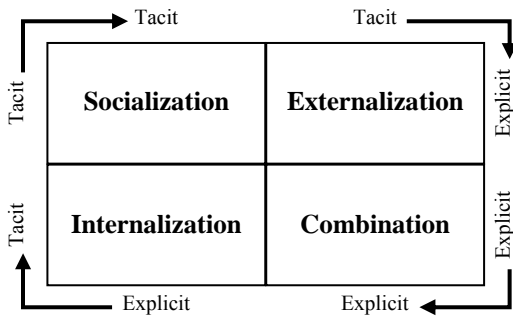 Tacit Tacit
Tacit Socialization Externalization Explicit
Tacit Internalization Combination Explicit
Explicit Explicit